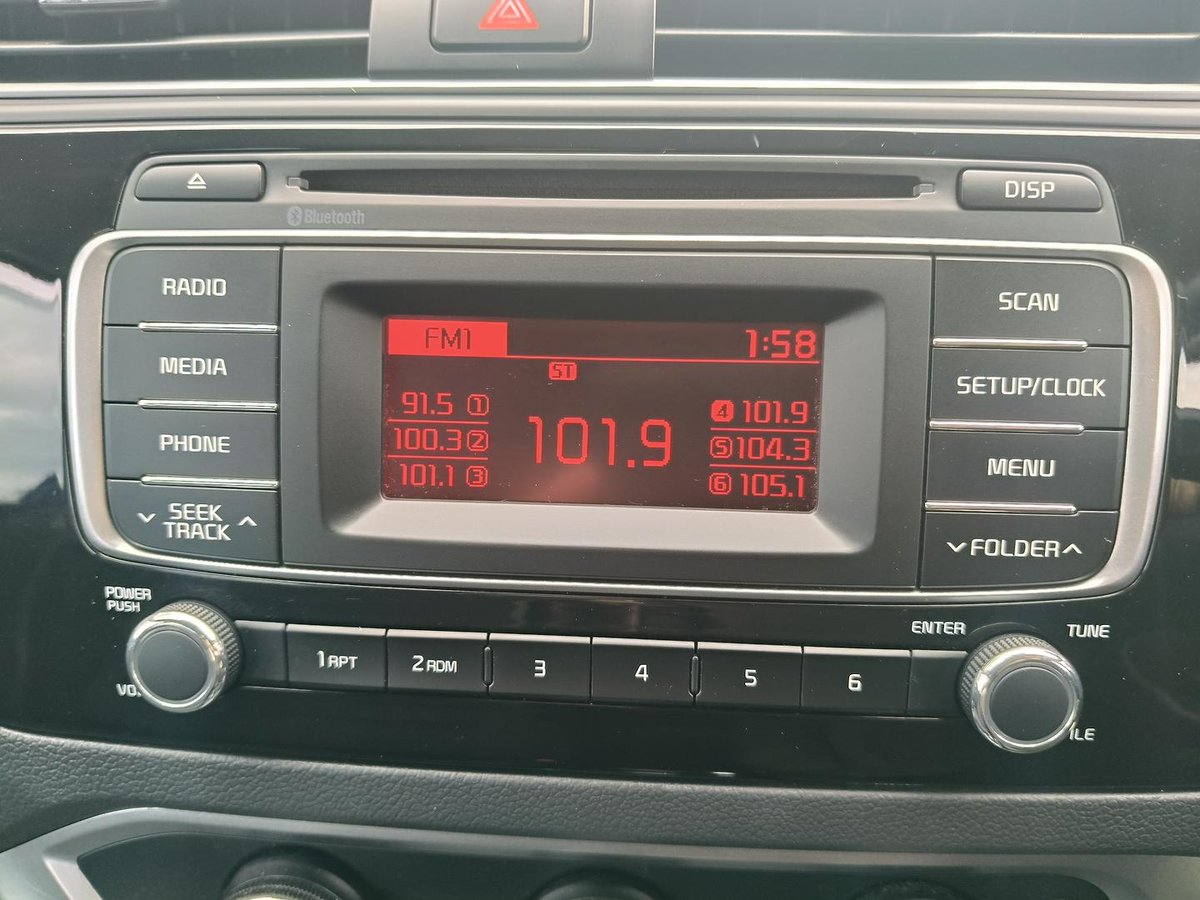 DISP
Bluetooth
RADIO
MEDIA
PHONE
SEEK
TRACK
FM1
1:58
ST
91.5 1
100.3 2
101.1 3
101.9
4 101.9
5 104.3
6 105.1
SCAN
SETUP/CLOCK
MENU
FOLDER
POWER
PUSH
1 RPT
2 RDM
3
4
5
6
ENTER
TUNE